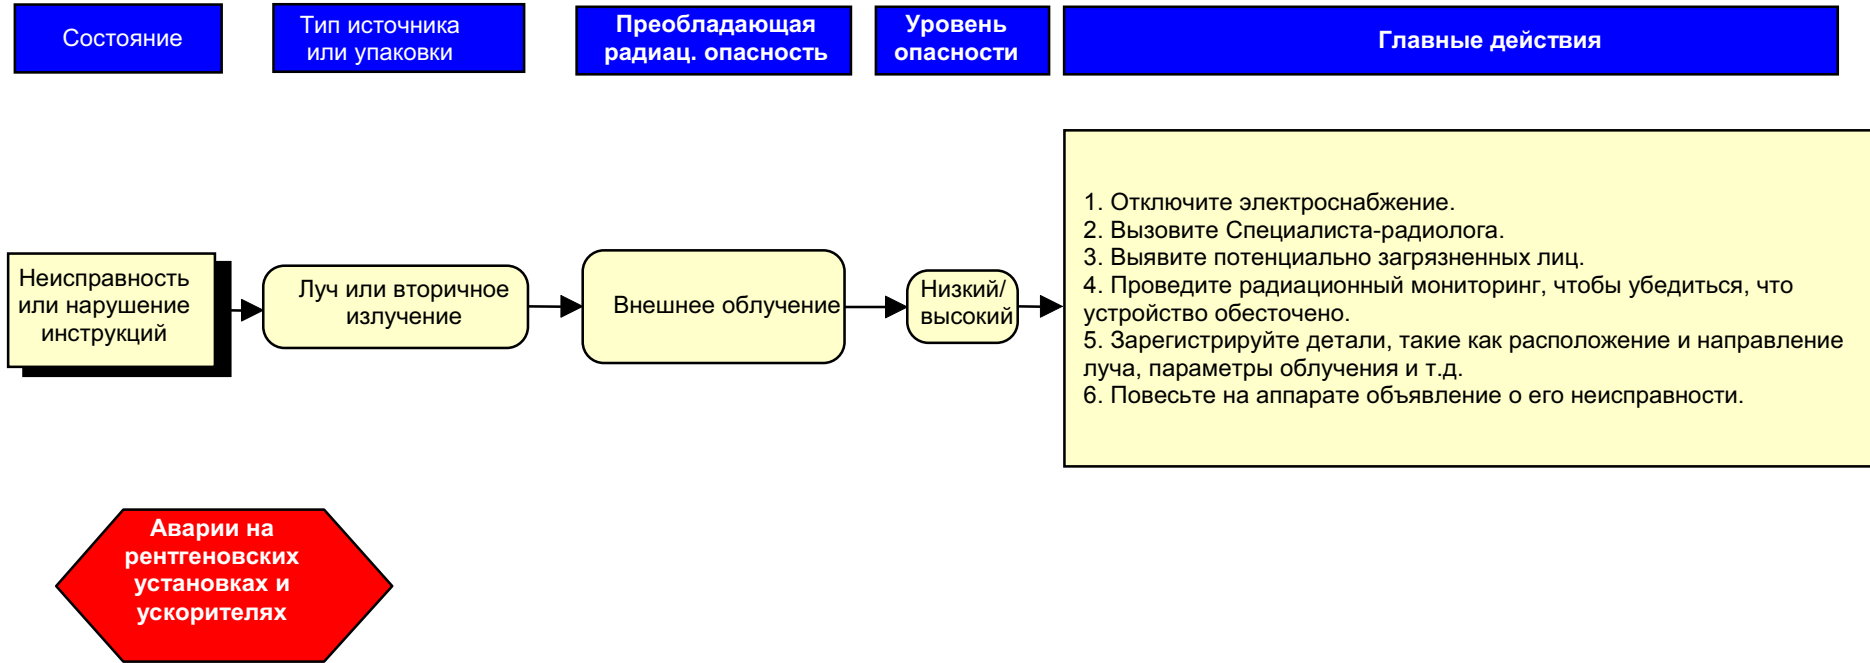 Состояние
Тип источника
или упаковки
Преобладающая
радиац. опасность
Уровень
опасности
Главные действия
Неисправность
или нарушение
инструкций
Луч или вторичное
излучение
Внешнее облучение
Низкий/
высокий
1. Отключите электроснабжение.
2. Вызовите Специалиста-радиолога.
3. Выявите потенциально загрязненных лиц.
4. Проведите радиационный мониторинг, чтобы убедиться, что
устройство обесточено.
5. Зарегистрируйте детали, такие как расположение и направление
луча, параметры облучения и т.д.
6. Повесьте на аппарате объявление о его неисправности.
Аварии на
рентгеновских
установках и
ускорителях